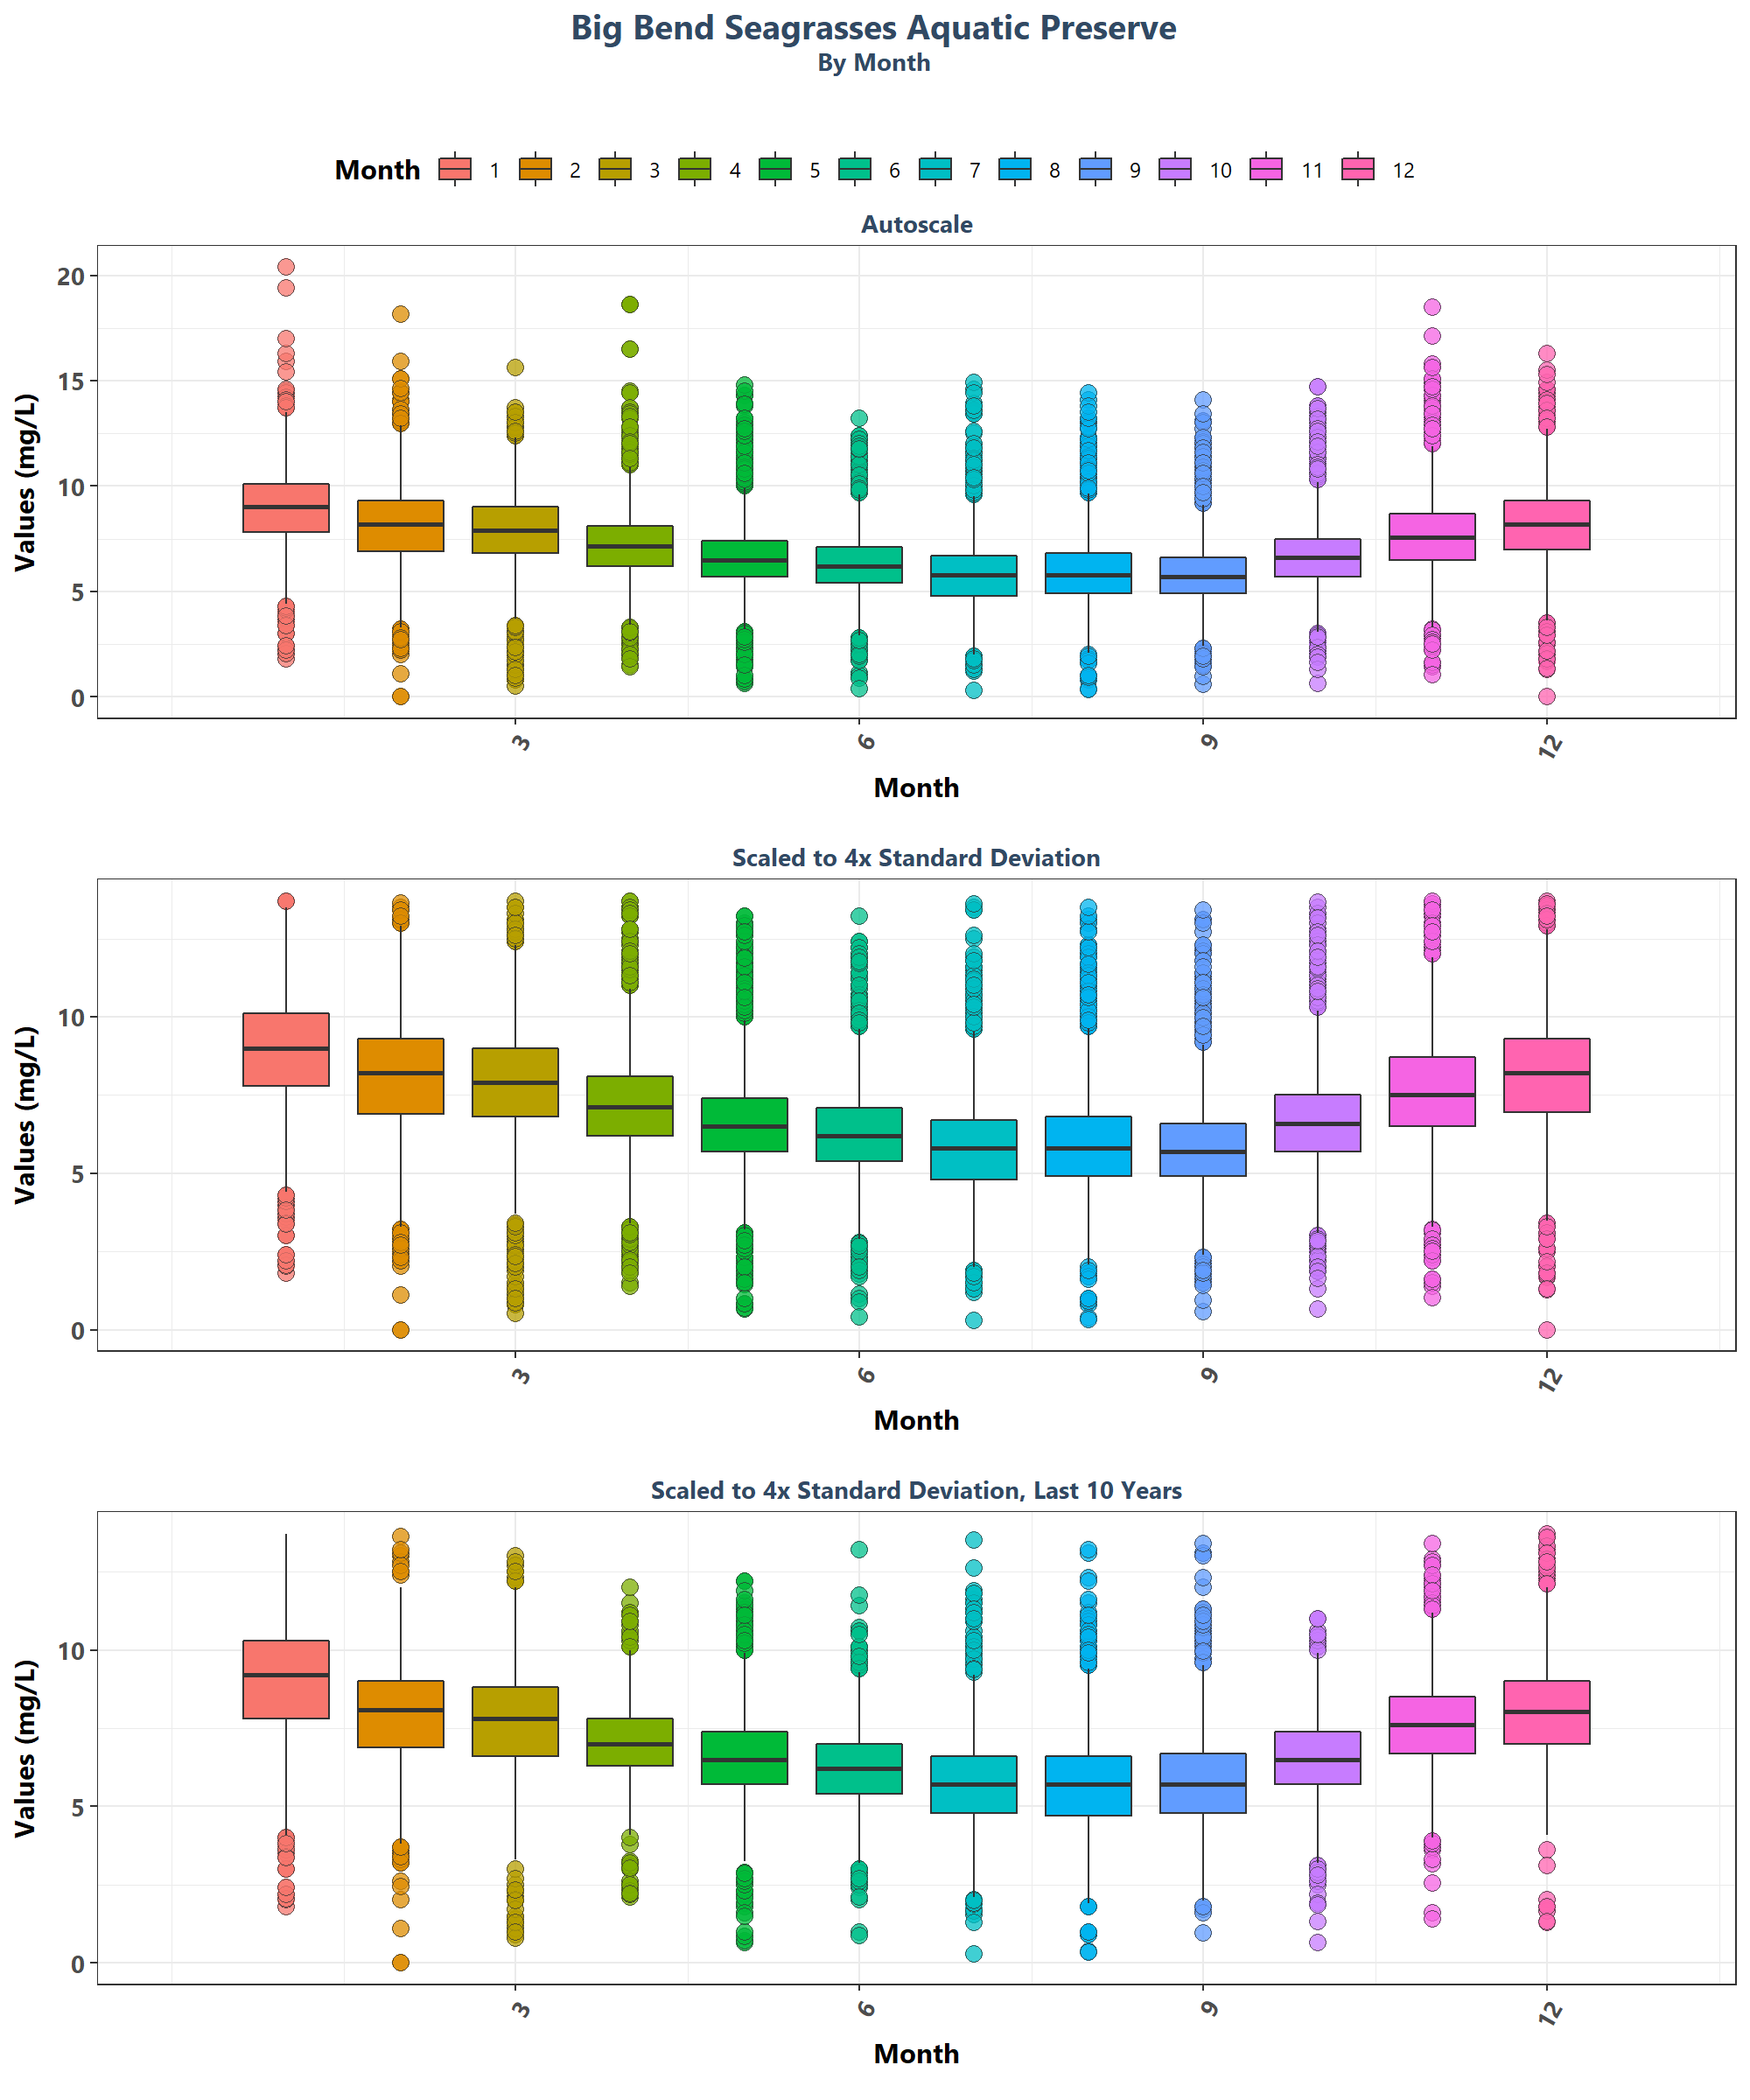 Big Bend Seagrasses Aquatic Preserve
By Month
Month 1 2 3 4 5 6 7 8 9 10 11 12
Autoscale
Values (mg/L)
20
15
10
5
0
3 6 9 12
Month
Scaled to 4x Standard Deviation
Values (mg/L)
10
5
0
3 6 9 12
Month
Scaled to 4x Standard Deviation, Last 10 Years
Values (mg/L)
10
5
0
3 6 9 12
Month